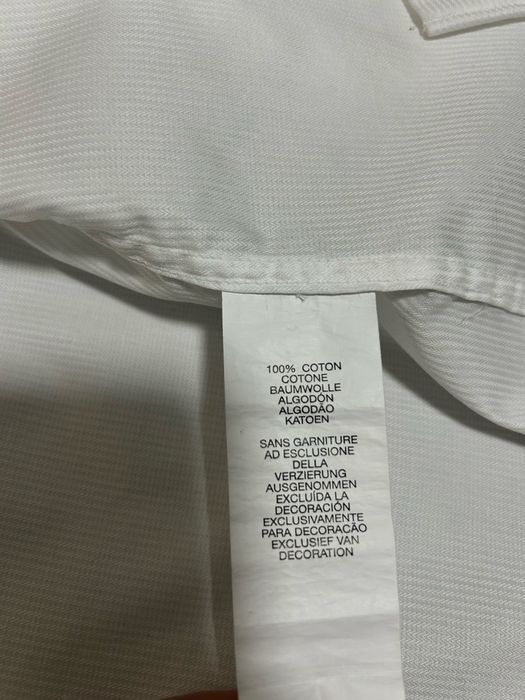 100% COTON
COTONE
BAUMWOLLE
ALGODÓN
ALGODÃO
KATOEN
SANS GARNITURE
AD ESCLUSIONE
DELLA
VERZIERUNG
AUSGENOMMEN
EXCLUÍDA LA
DECORACIÓN
EXCLUSIVAMENTE
PARA DECORACÃO
EXCLUSIEF VAN
DECORATION